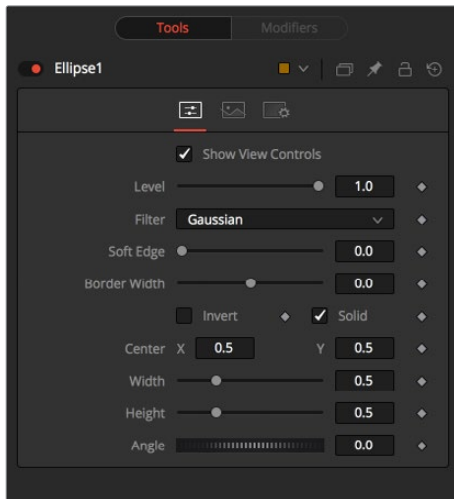 Tools Modifiers
Ellipse1
Show View Controls
Level 1.0
Filter Gaussian
Soft Edge 0.0
Border Width 0.0
Invert Solid
Center X 0.5 Y 0.5
Width 0.5
Height 0.5
Angle 0.0